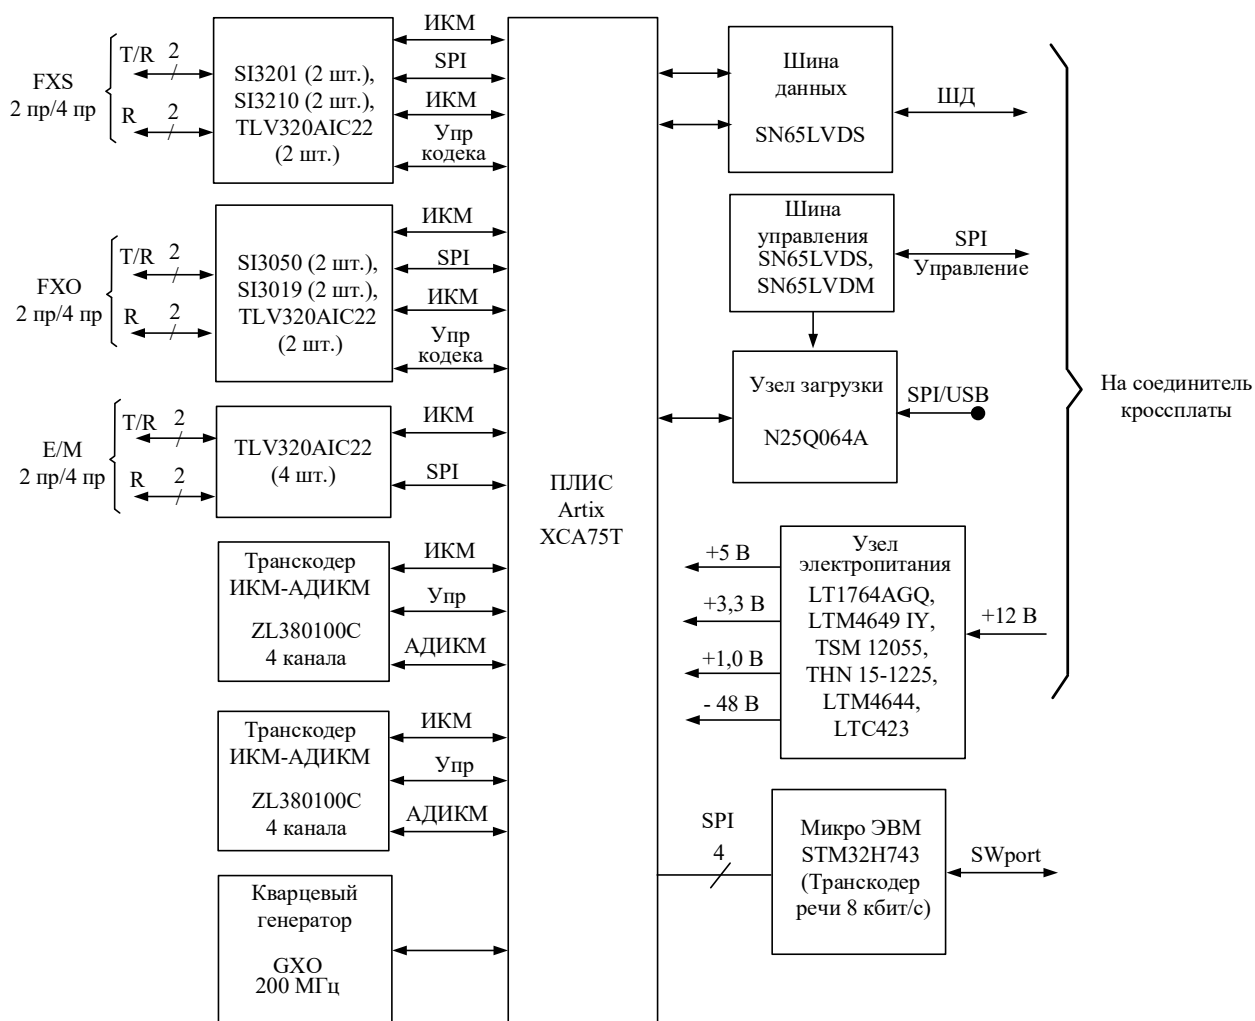 FXS
2 пр/4 пр
T/R
2
R
2
SI3201 (2 шт.),
SI3210 (2 шт.),
TLV320AIC22
(2 шт.)
ИКМ
SPI
ИКМ
Упр
кодека
FXO
2 пр/4 пр
T/R
2
R
2
SI3050 (2 шт.),
SI3019 (2 шт.),
TLV320AIC22
(2 шт.)
ИКМ
SPI
ИКМ
Упр
кодека
E/M
2 пр/4 пр
T/R
2
R
2
TLV320AIC22
(4 шт.)
ИКМ
SPI
Транскодер
ИКМ-АДИКМ
ZL380100C
4 канала
ИКМ
Упр
АДИКМ
Транскодер
ИКМ-АДИКМ
ZL380100C
4 канала
ИКМ
Упр
АДИКМ
Кварцевый
генератор
GXO
200 МГц
ПЛИС
Artix
XCA75T
Шина
данных
SN65LVDS
ШД
Шина
управления
SN65LVDS,
SN65LVDM
SPI
Управление
Узел загрузки
N25Q064A
SPI/USB
На соединитель
кроссплаты
+5 В
+3,3 В
+1,0 В
- 48 В
Узел
электропитания
LT1764AGQ,
LTM4649 IY,
TSM 12055,
THN 15-1225,
LTM4644,
LTC423
+12 В
SPI
4
Микро ЭВМ
STM32H743
(Транскодер
речи 8 кбит/с)
SWport